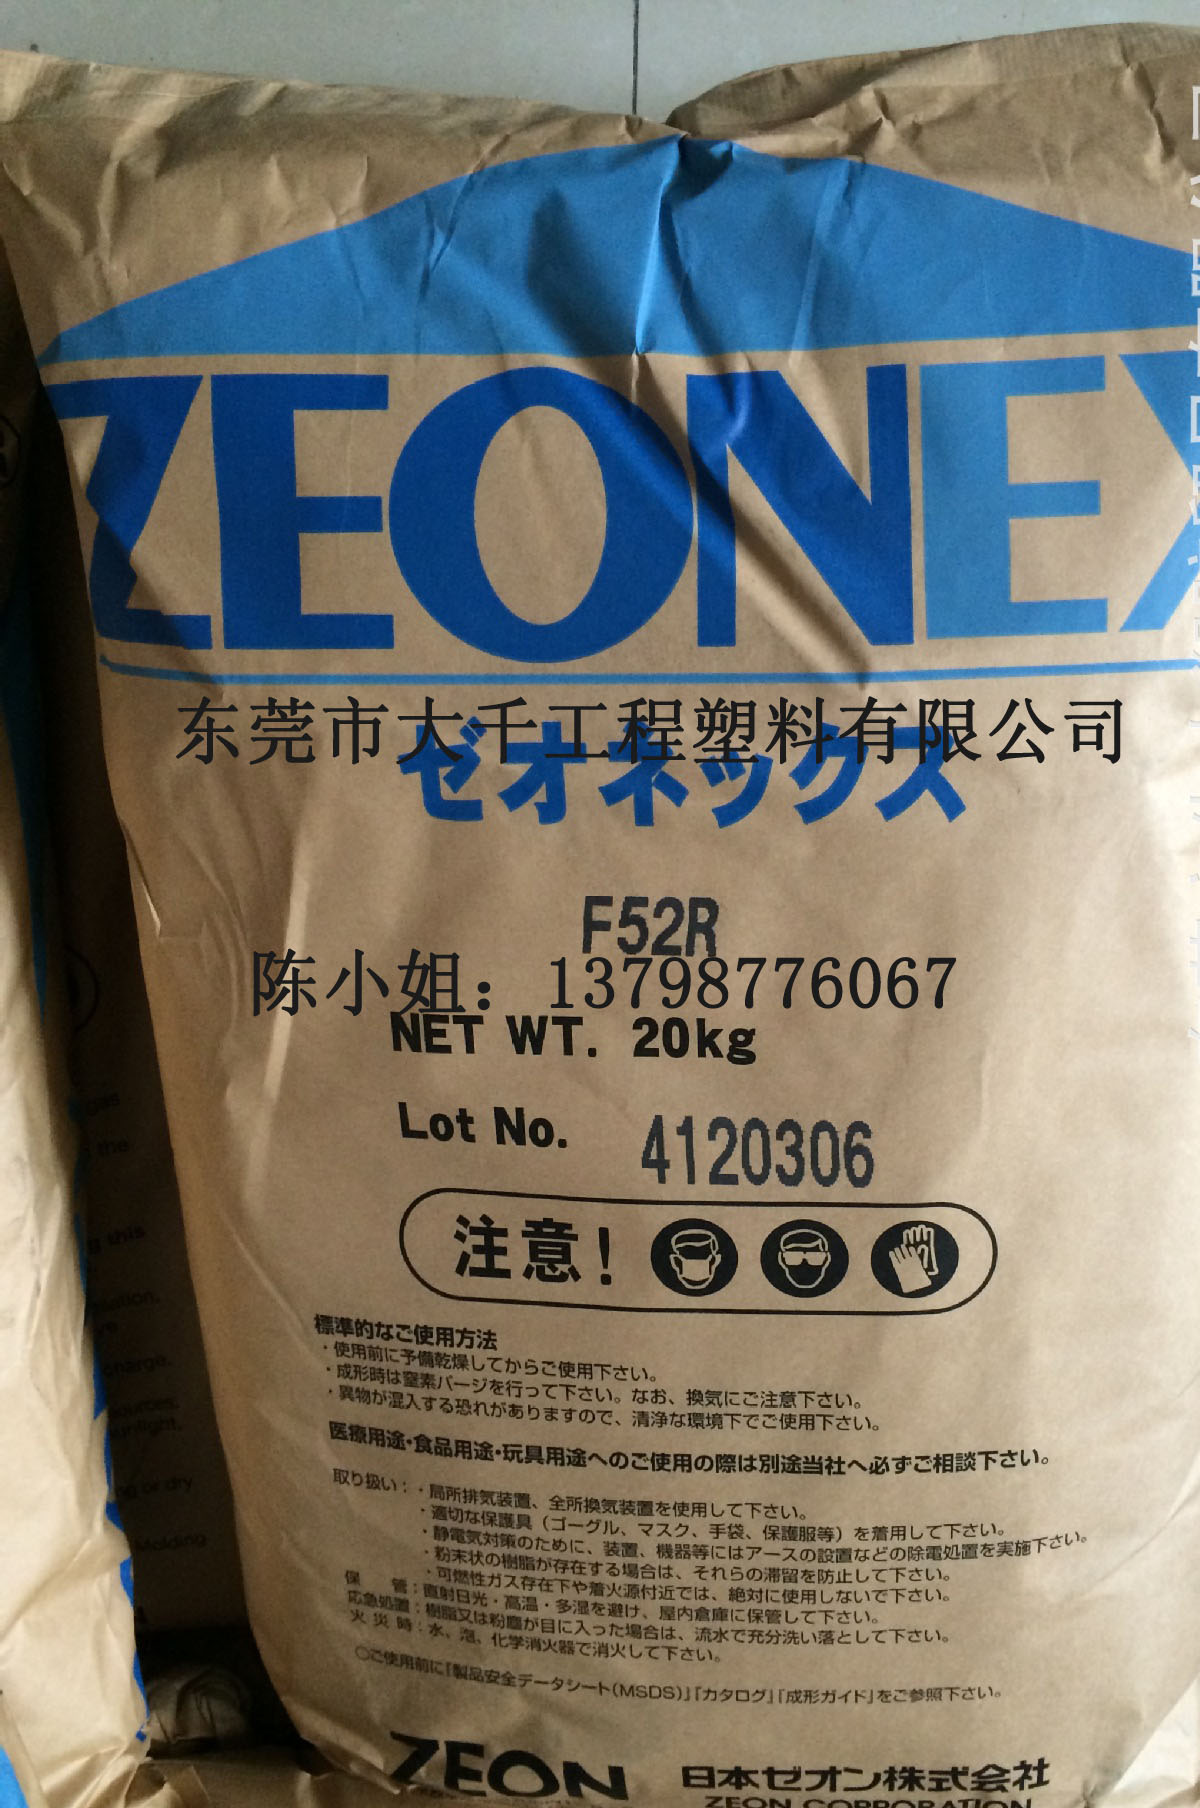 ZEONEX
东莞市大千工程塑料有限公司
ゼオネックス
F52R
陈小姐：13798776067
NET WT. 20kg
Lot No. 4120306
注意!
標準的なご使用方法
・使用前に予備乾燥してからご使用下さい。
・成形時は窒素パージを行って下さい。なお、換気にご注意下さい。
・異物が混入する恐れがありますので、清浄な環境下でご使用下さい。
医療用途・食品用途・玩具用途へのご使用の際は別途当社へ必ずご相談下さい。
取り扱い：・局所排気装置、全所換気装置を使用して下さい。
・適切な保護具（ゴーグル、マスク、手袋、保護服等）を着用して下さい。
・静電気対策のために、装置、機器等にはアースの設置などの除電処置を実施下さい。
・粉末状の樹脂が存在する場合は、それらの滞留を防止して下さい。
・可燃性ガス存在下や着火源付近では、絶対に使用しないで下さい。
保 管：直射日光・高温・多湿を避け、屋内倉庫に保管して下さい。
応急処置：樹脂又は粉塵が目に入った場合は、流水で充分洗い落として下さい。
火 災 時：水、泡、化学消火器で消火して下さい。
○ご使用前に「製品安全データシート(MSDS)」「カタログ」「成形ガイド」をご参照下さい。
ZEON 日本ゼオン株式会社
ZEON CORPORATION
gas
the
this
charge.
sunlight,
or dry
Molding